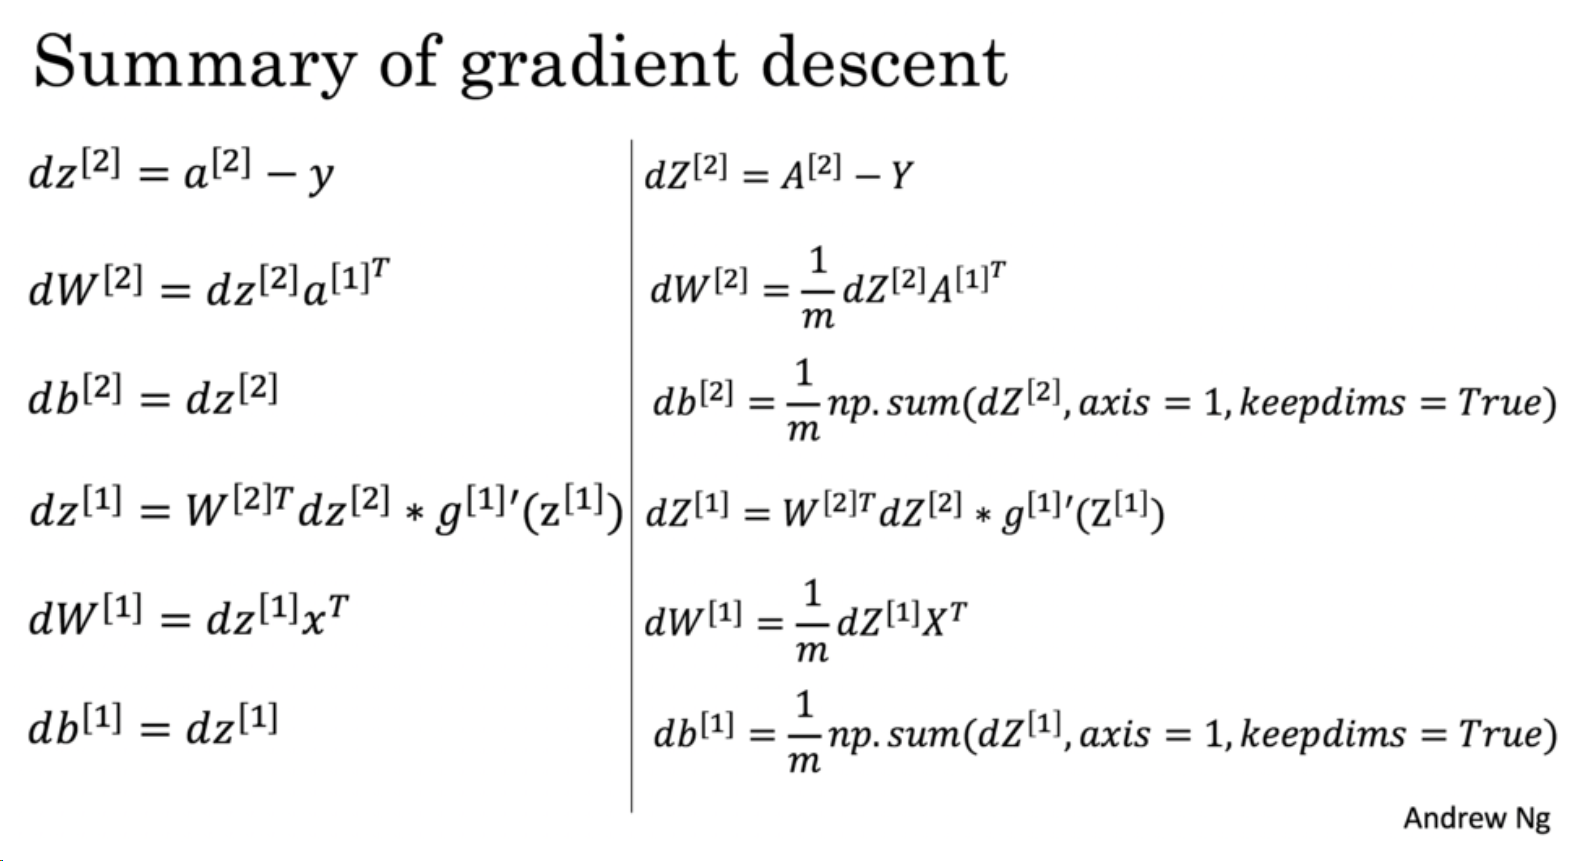 Summary of gradient descent
dz^{[2]} = a^{[2]} − y
dW^{[2]} = dz^{[2]}a^{[1]^T}
db^{[2]} = dz^{[2]}
dz^{[1]} = W^{[2]T}dz^{[2]} * g^{[1]}′(z^{[1]})
dW^{[1]} = dz^{[1]}x^T
db^{[1]} = dz^{[1]}
dZ^{[2]} = A^{[2]} − Y
dW^{[2]} = \frac{1}{m}dZ^{[2]}A^{[1]^T}
db^{[2]} = \frac{1}{m}np.sum(dZ^{[2]}, axis = 1, keepdims = True)
dZ^{[1]} = W^{[2]T}dZ^{[2]} * g^{[1]}′(Z^{[1]})
dW^{[1]} = \frac{1}{m}dZ^{[1]}X^T
db^{[1]} = \frac{1}{m}np.sum(dZ^{[1]}, axis = 1, keepdims = True)
Andrew Ng